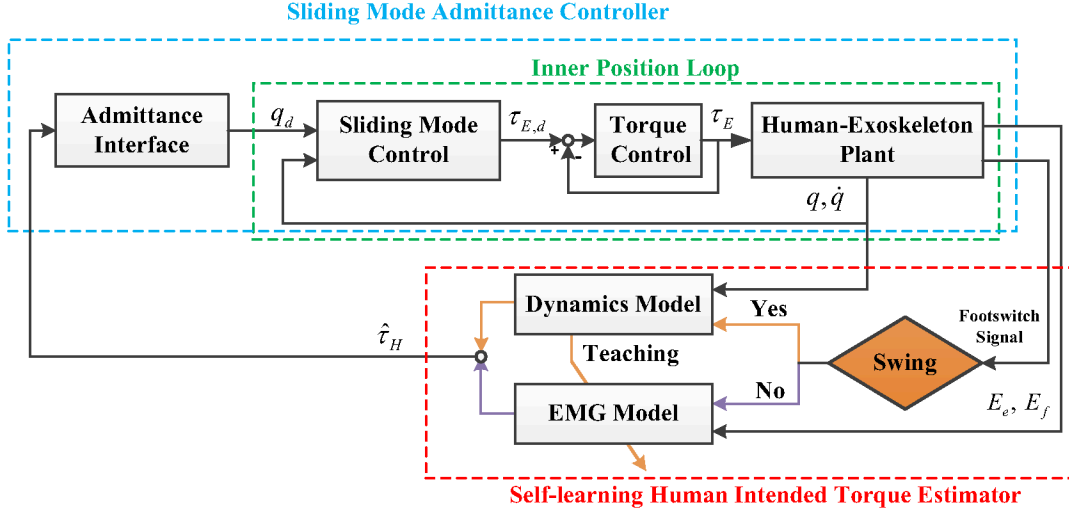 Sliding Mode Admittance Controller
Inner Position Loop
Admittance
Interface
q_d
Sliding Mode
Control
τ_{E,d}
+
-
Torque
Control
τ_E
Human-Exoskeleton
Plant
q, q̇
Dynamics Model
Yes
Footswitch
Signal
τ̂_H
Teaching
Swing
No
EMG Model
E_e, E_f
Self-learning Human Intended Torque Estimator